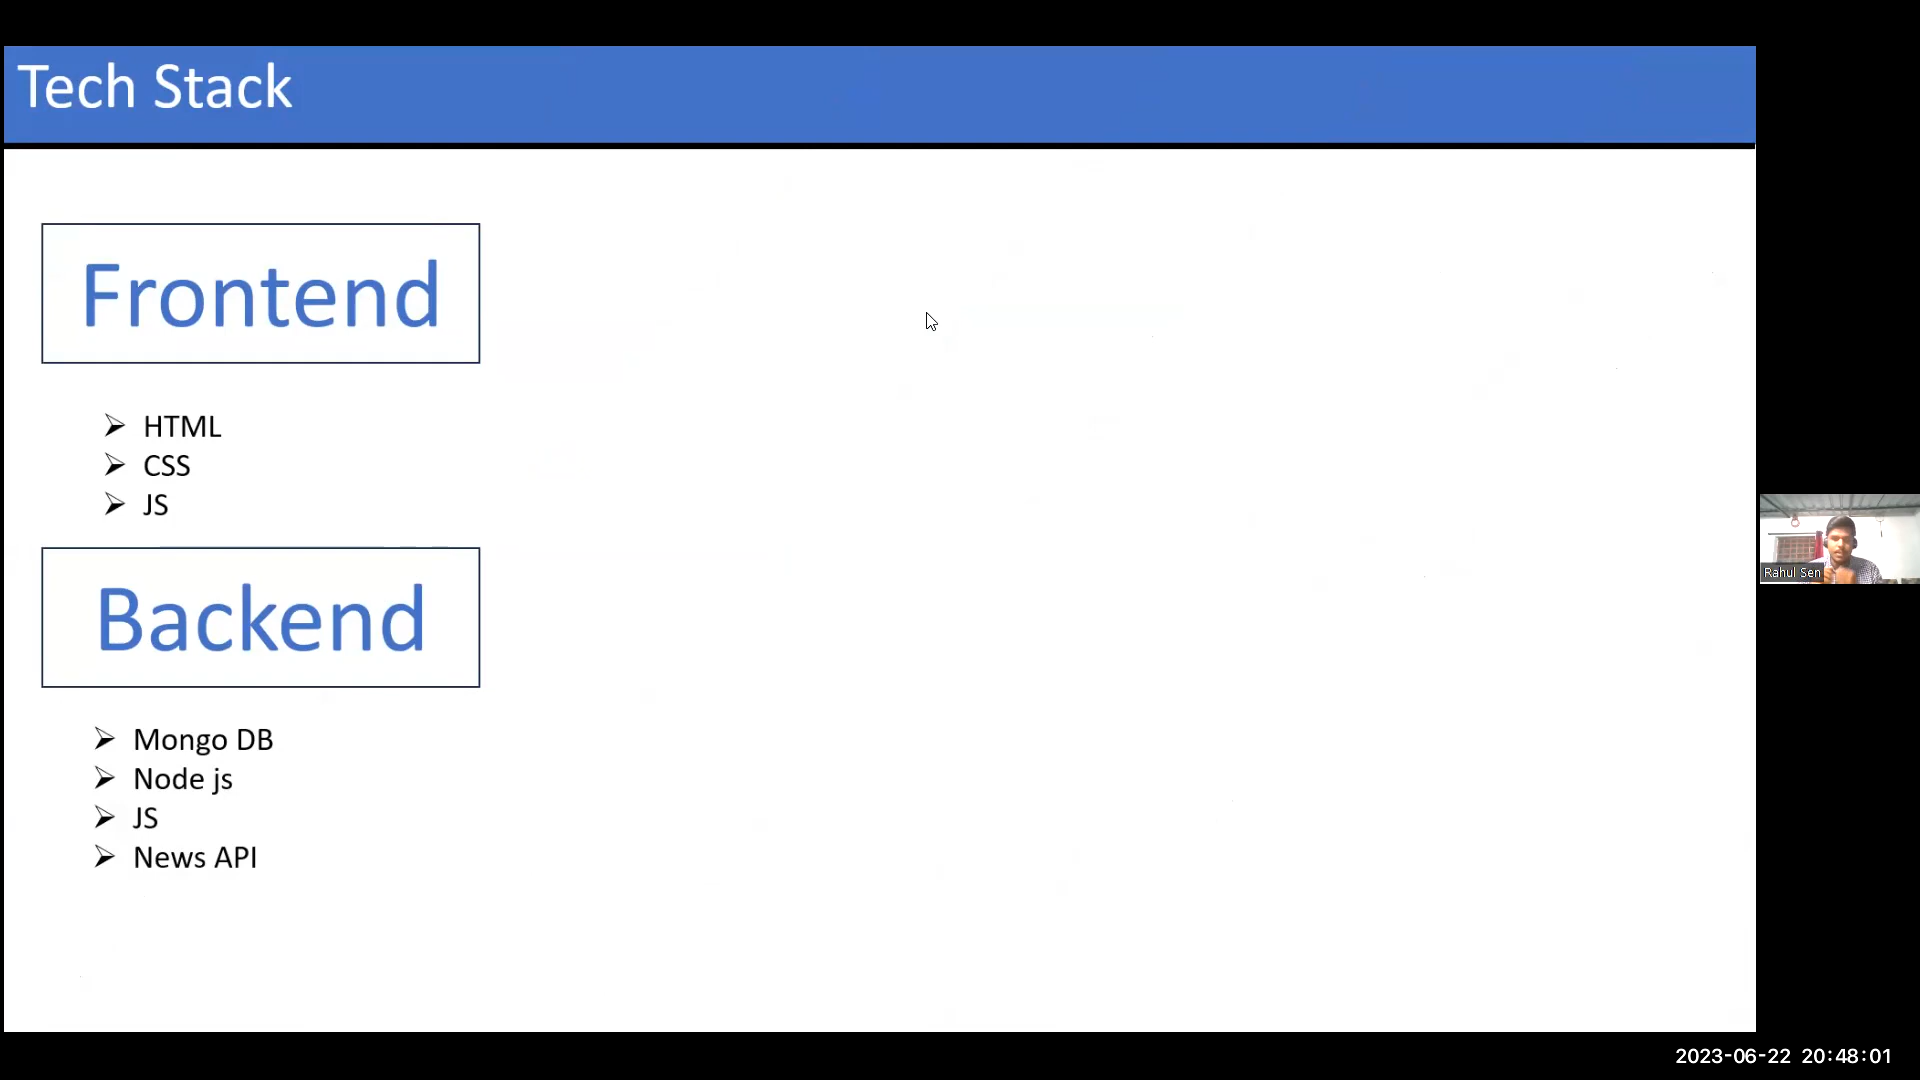 Tech Stack
Frontend
HTML
CSS
JS
Backend
Mongo DB
Node js
JS
News API
Rahul Sen
2023-06-22 20:48:01